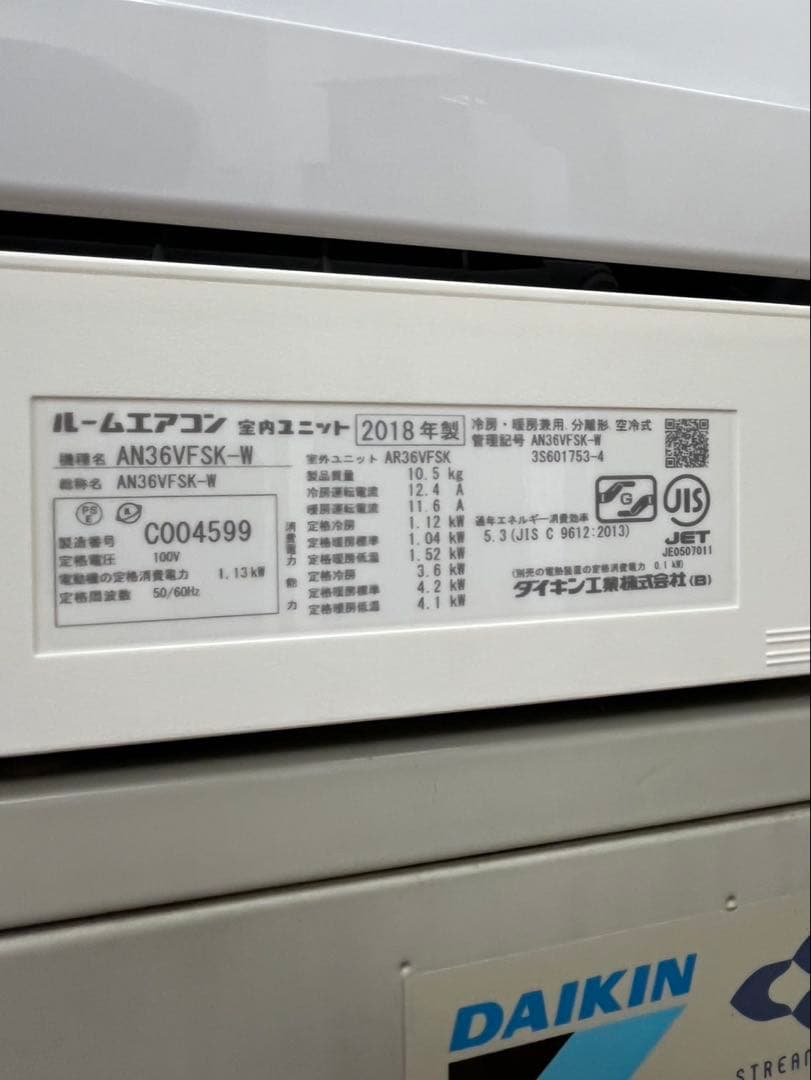 ルームエアコン 室内ユニット 2018年製
機種名 AN36VFSK-W
総称名 AN36VFSK-W
PS
E
製造番号 C004599
定格電圧 100V
電動機の定格消費電力 1.13kW
定格周波数 50/60Hz
室外ユニット AR36VFSK
製品質量 10.5 kg
冷房運転電流 12.4 A
暖房運転電流 11.6 A
消費電力
定格冷房 1.12 kW
定格暖房標準 1.04 kW
定格暖房低温 1.52 kW
能力
定格冷房 3.6 kW
定格暖房標準 4.2 kW
定格暖房低温 4.1 kW
冷房・暖房兼用 分離形 空冷式
管理記号 AN36VFSK-W
3S601753-4
G
JIS
通年エネルギー消費効率
5.3(JIS C 9612:2013)
JET
JE0507011
(別売の電熱装置の定格消費電力 0.1 kW)
ダイキン工業株式会社(B)
DAIKIN